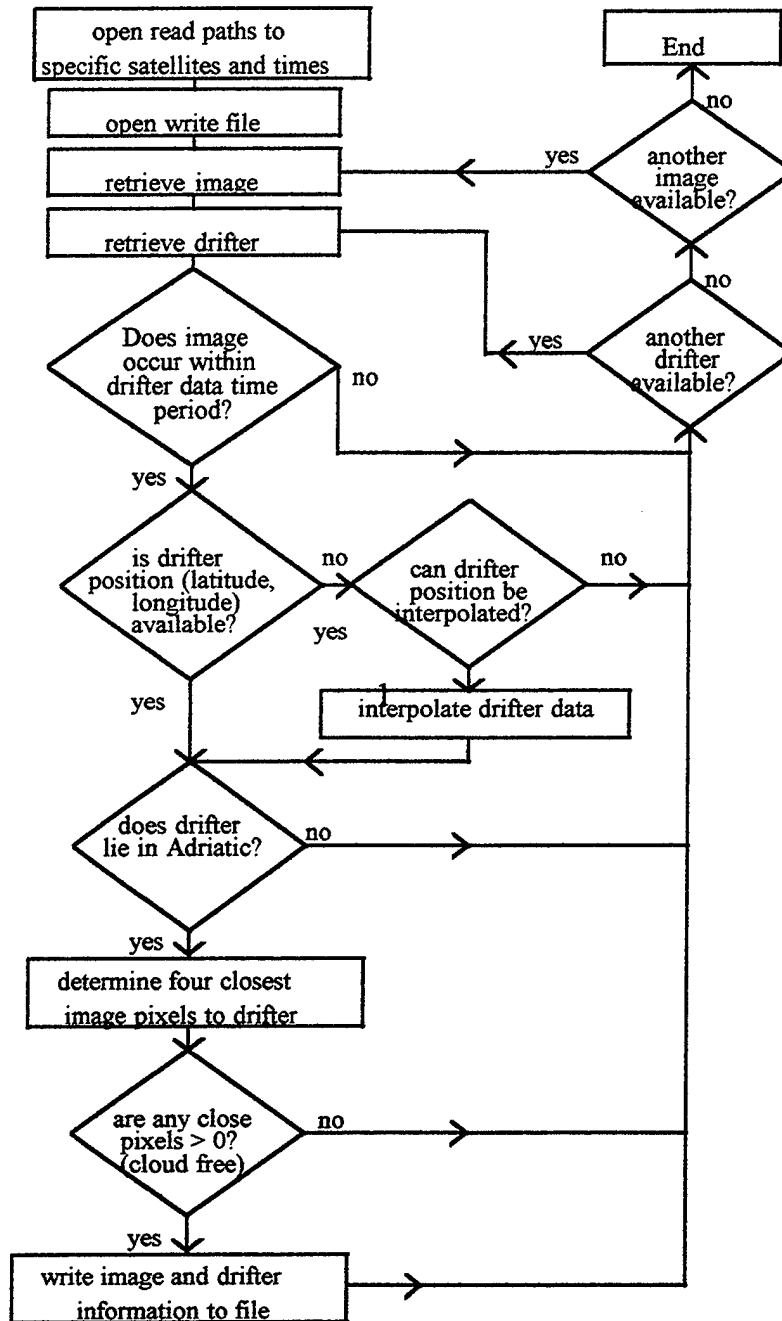 open read paths to
specific satellites and times
open write file
retrieve image
retrieve drifter
Does image
occur within
drifter data time
period?
no
yes
is drifter
position (latitude,
longitude)
available?
no
can drifter
position be
interpolated?
no
yes
yes
interpolate drifter data
does drifter
lie in Adriatic?
no
yes
determine four closest
image pixels to drifter
are any close
pixels > 0?
(cloud free)
no
yes
write image and drifter
information to file
another
drifter
available?
yes
no
another
image
available?
yes
no
End